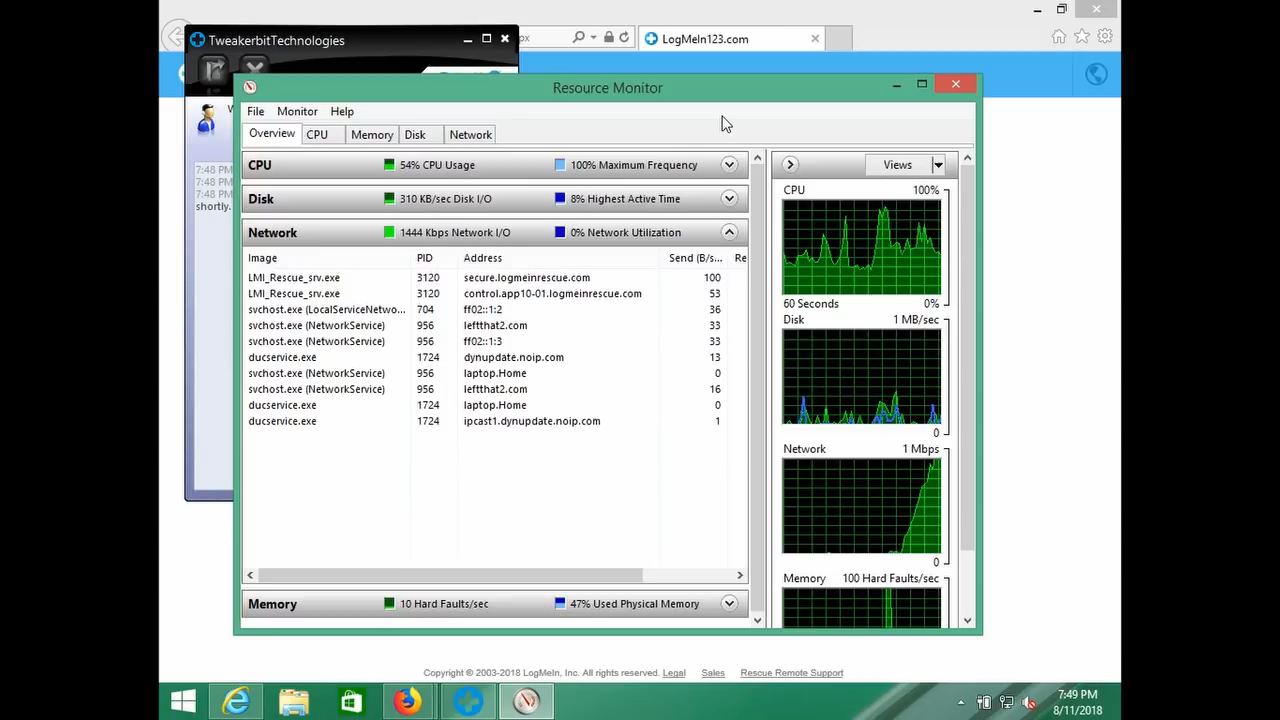 TweakerbitTechnologies
px
LogMeIn123.com
Resource Monitor
File Monitor Help
Overview CPU Memory Disk Network
CPU 54% CPU Usage 100% Maximum Frequency
Disk 310 KB/sec Disk I/O 8% Highest Active Time
Network 1444 Kbps Network I/O 0% Network Utilization
Image PID Address Send (B/s... Re
LMI_Rescue_srv.exe 3120 secure.logmeinrescue.com 100
LMI_Rescue_srv.exe 3120 control.app10-01.logmeinrescue.com 53
svchost.exe (LocalServiceNetwo... 704 ff02::1:2 36
svchost.exe (NetworkService) 956 leftthat2.com 33
svchost.exe (NetworkService) 956 ff02::1:3 33
ducservice.exe 1724 dynupdate.noip.com 13
svchost.exe (NetworkService) 956 laptop.Home 0
svchost.exe (NetworkService) 956 leftthat2.com 16
ducservice.exe 1724 laptop.Home 0
ducservice.exe 1724 ipcast1.dynupdate.noip.com 1
Memory 10 Hard Faults/sec 47% Used Physical Memory
Views
CPU 100%
60 Seconds 0%
Disk 1 MB/sec
0
Network 1 Mbps
0
Memory 100 Hard Faults/sec
W
7:48 PM
7:48 PM
7:48 PM
shortly.
Copyright © 2003-2018 LogMeIn, Inc. All rights reserved. Legal Sales Rescue Remote Support
7:49 PM
8/11/2018